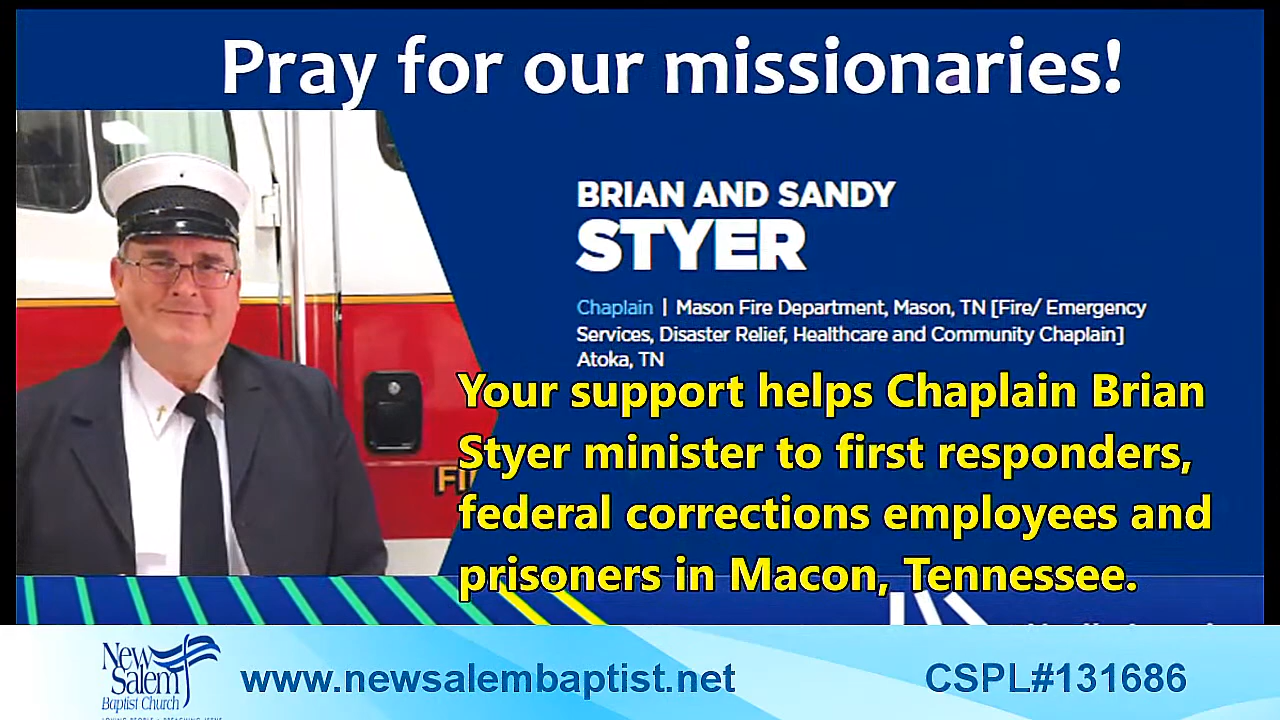 Pray for our missionaries!
BRIAN AND SANDY
STYER
Chaplain | Mason Fire Department, Mason, TN [Fire/ Emergency
Services, Disaster Relief, Healthcare and Community Chaplain]
Atoka, TN
Your support helps Chaplain Brian
Styer minister to first responders,
federal corrections employees and
prisoners in Macon, Tennessee.
FI
New
Salem
Baptist Church
www.newsalembaptist.net
CSPL#131686